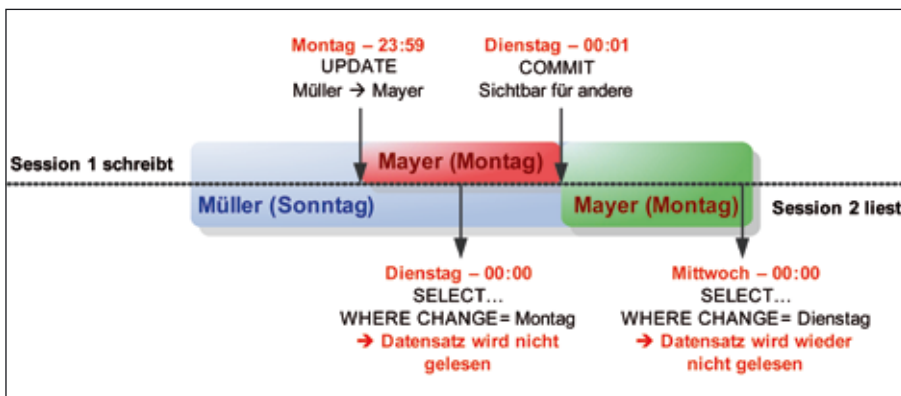 Montag – 23:59
UPDATE
Müller → Mayer
Dienstag – 00:01
COMMIT
Sichtbar für andere
Session 1 schreibt
Mayer (Montag)
Müller (Sonntag)
Mayer (Montag)
Session 2 liest
Dienstag – 00:00
SELECT...
WHERE CHANGE= Montag
→ Datensatz wird nicht
gelesen
Mittwoch – 00:00
SELECT...
WHERE CHANGE= Dienstag
→ Datensatz wird wieder
nicht gelesen